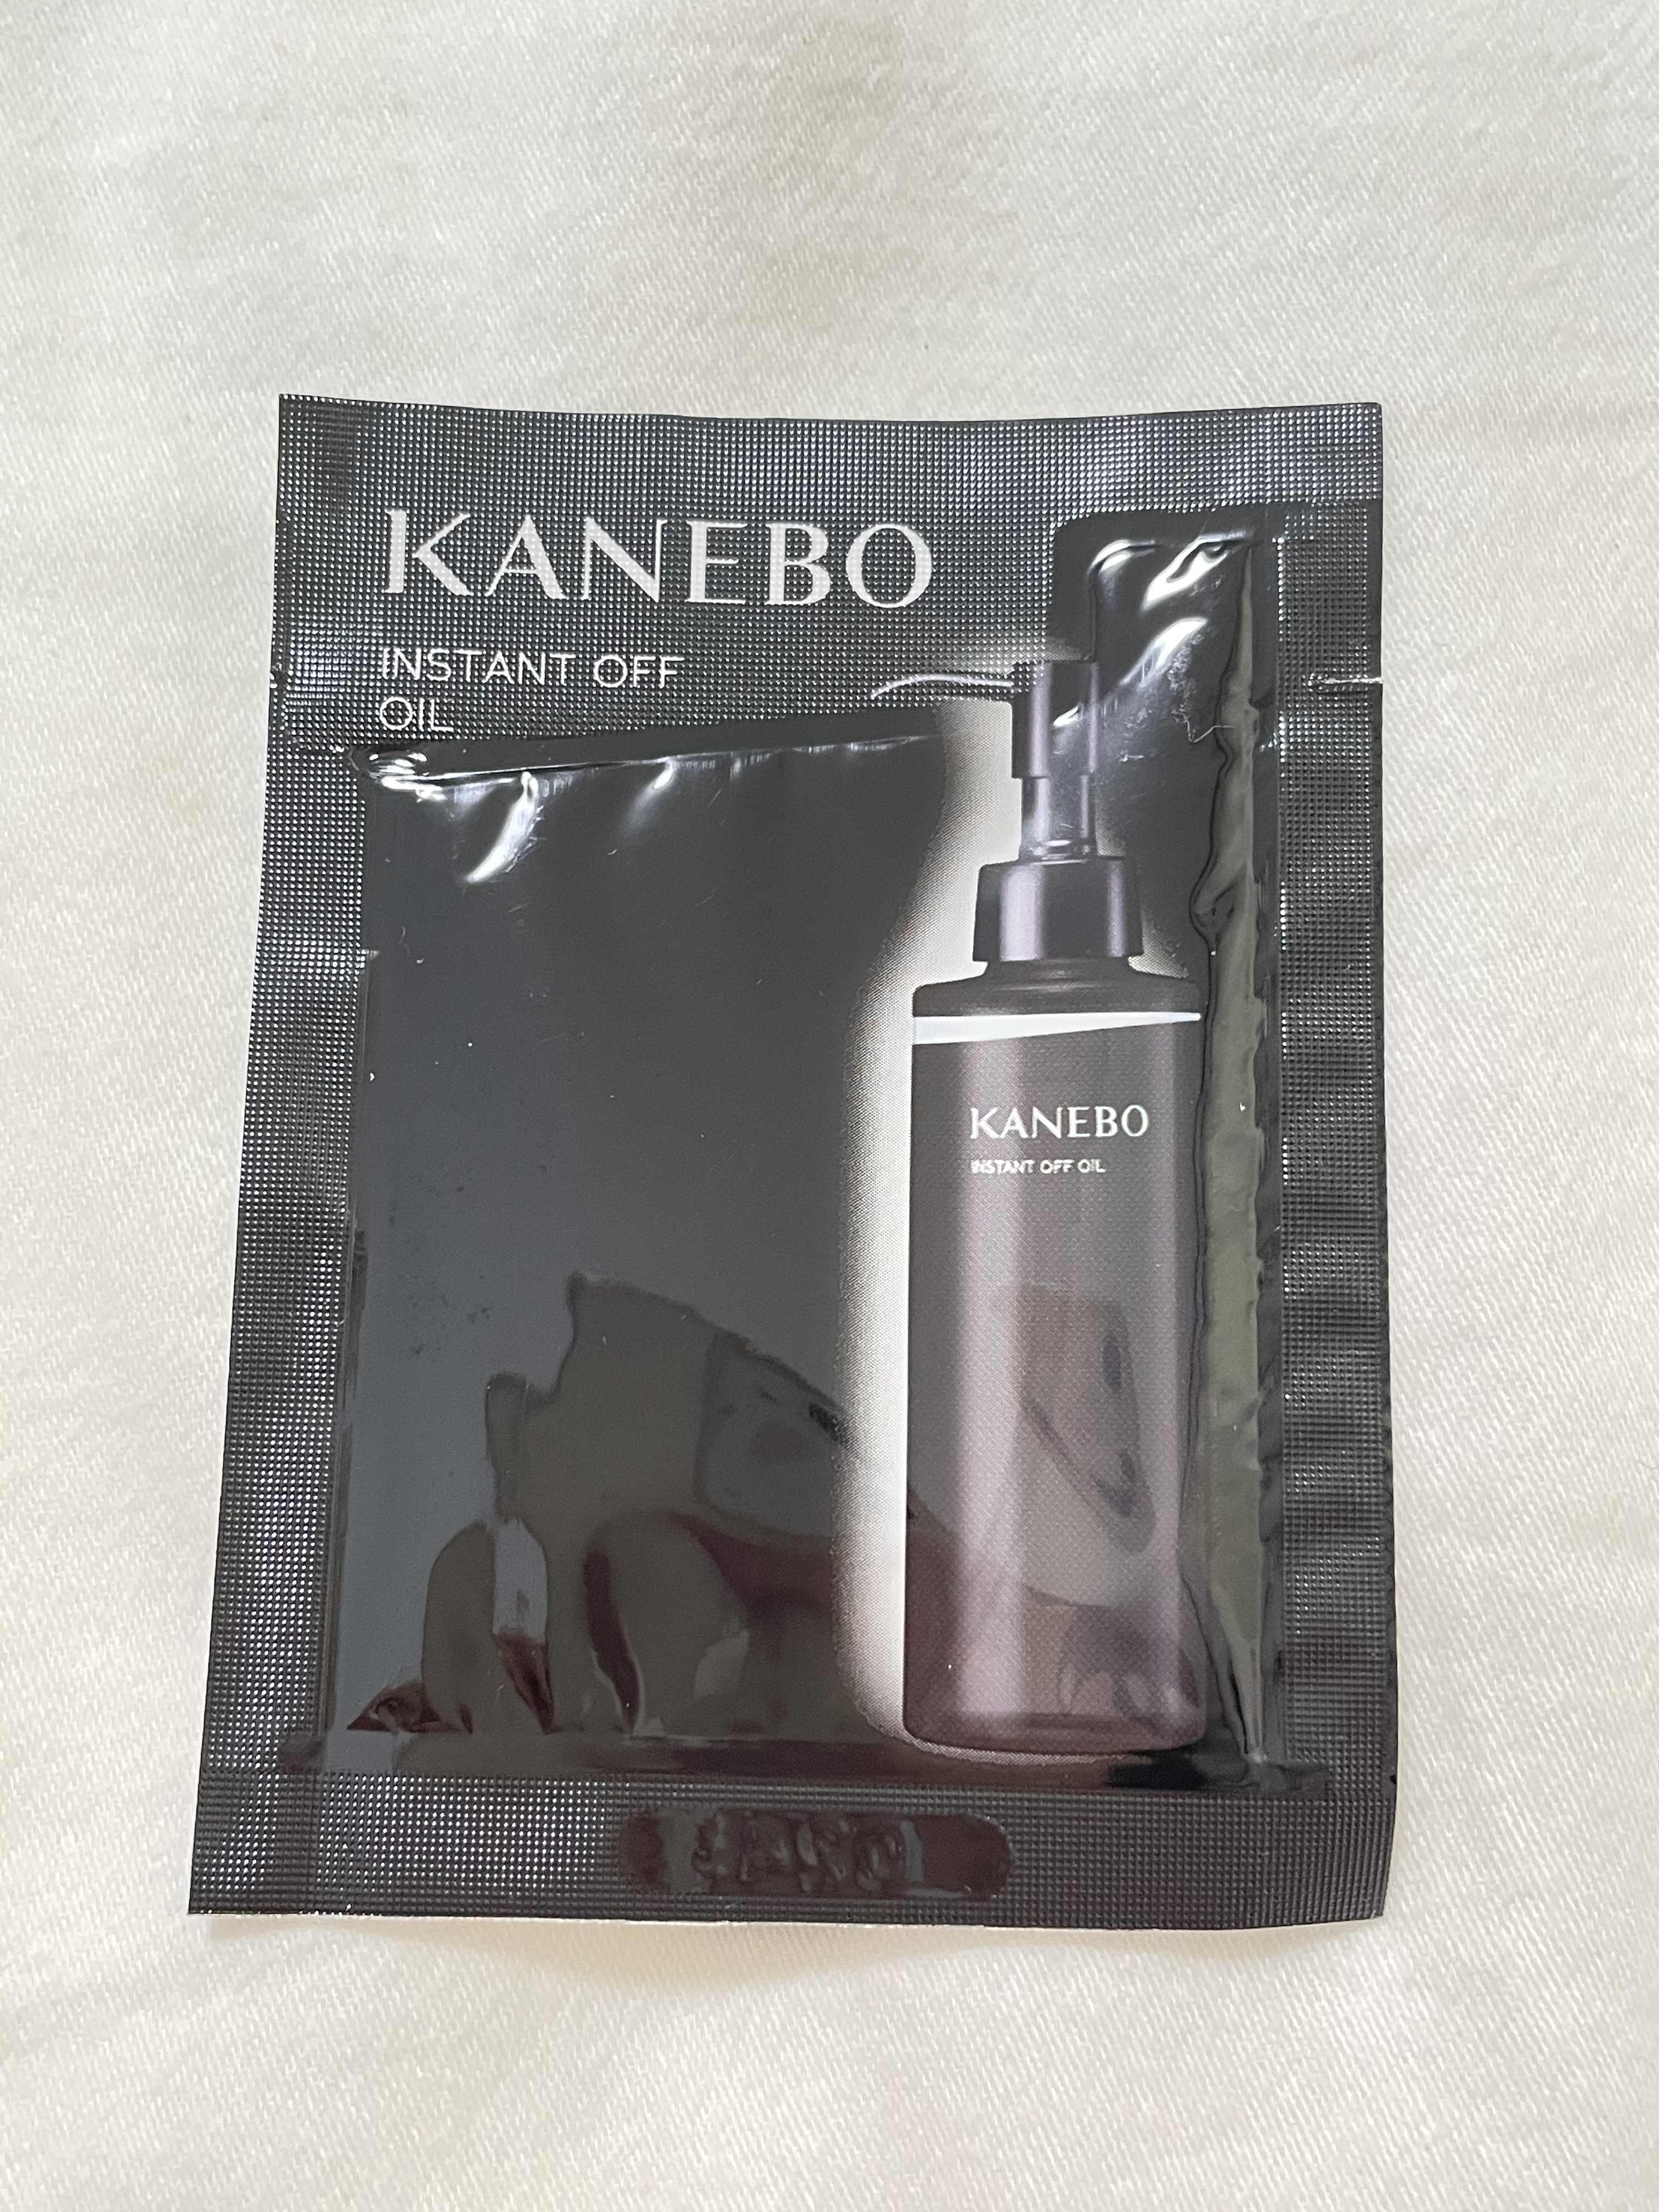 KANEBO
INSTANT OFF
OIL
KANEBO
INSTANT OFF OIL